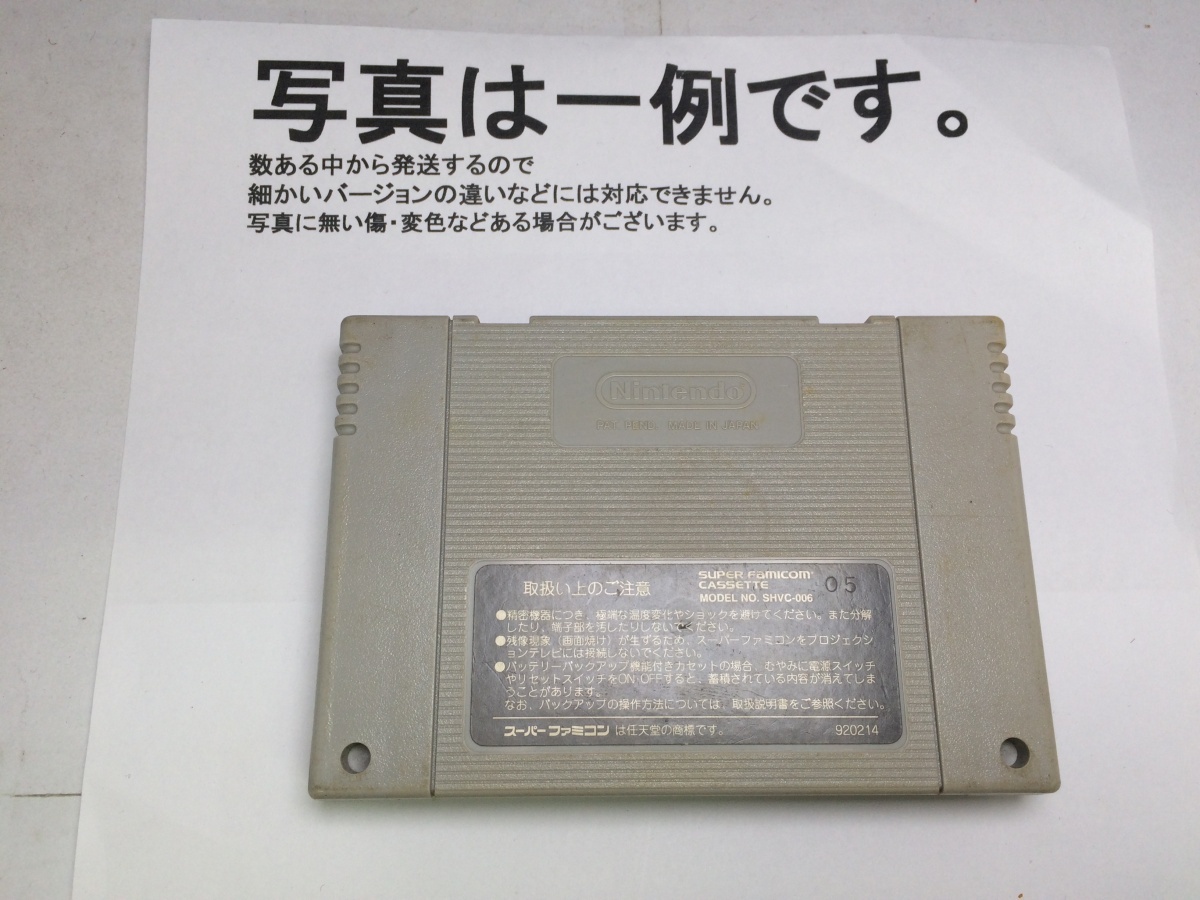 写真は一例です。
数ある中から発送するので
細かいバージョンの違いなどには対応できません。
写真に無い傷・変色などある場合がございます。
Nintendo
PAT. PEND. MADE IN JAPAN
取扱い上のご注意
SUPER FAMICOM
CASSETTE
MODEL NO. SHVC-006
05
●精密機器につき、極端な温度変化やショックを避けてください。また分解
したり、端子部を汚したりしないでください。
●残像現象（画面焼け）が生ずるため、スーパーファミコンをプロジェクシ
ョンテレビには接続しないでください。
●バッテリーバックアップ機能付きカセットの場合、むやみに電源スイッチ
やリセットスイッチをON・OFFすると、蓄積されている内容が消えてしま
うことがあります。
なお、バックアップの操作方法については、取扱説明書をご参照ください。
スーパーファミコン は任天堂の商標です。
920214